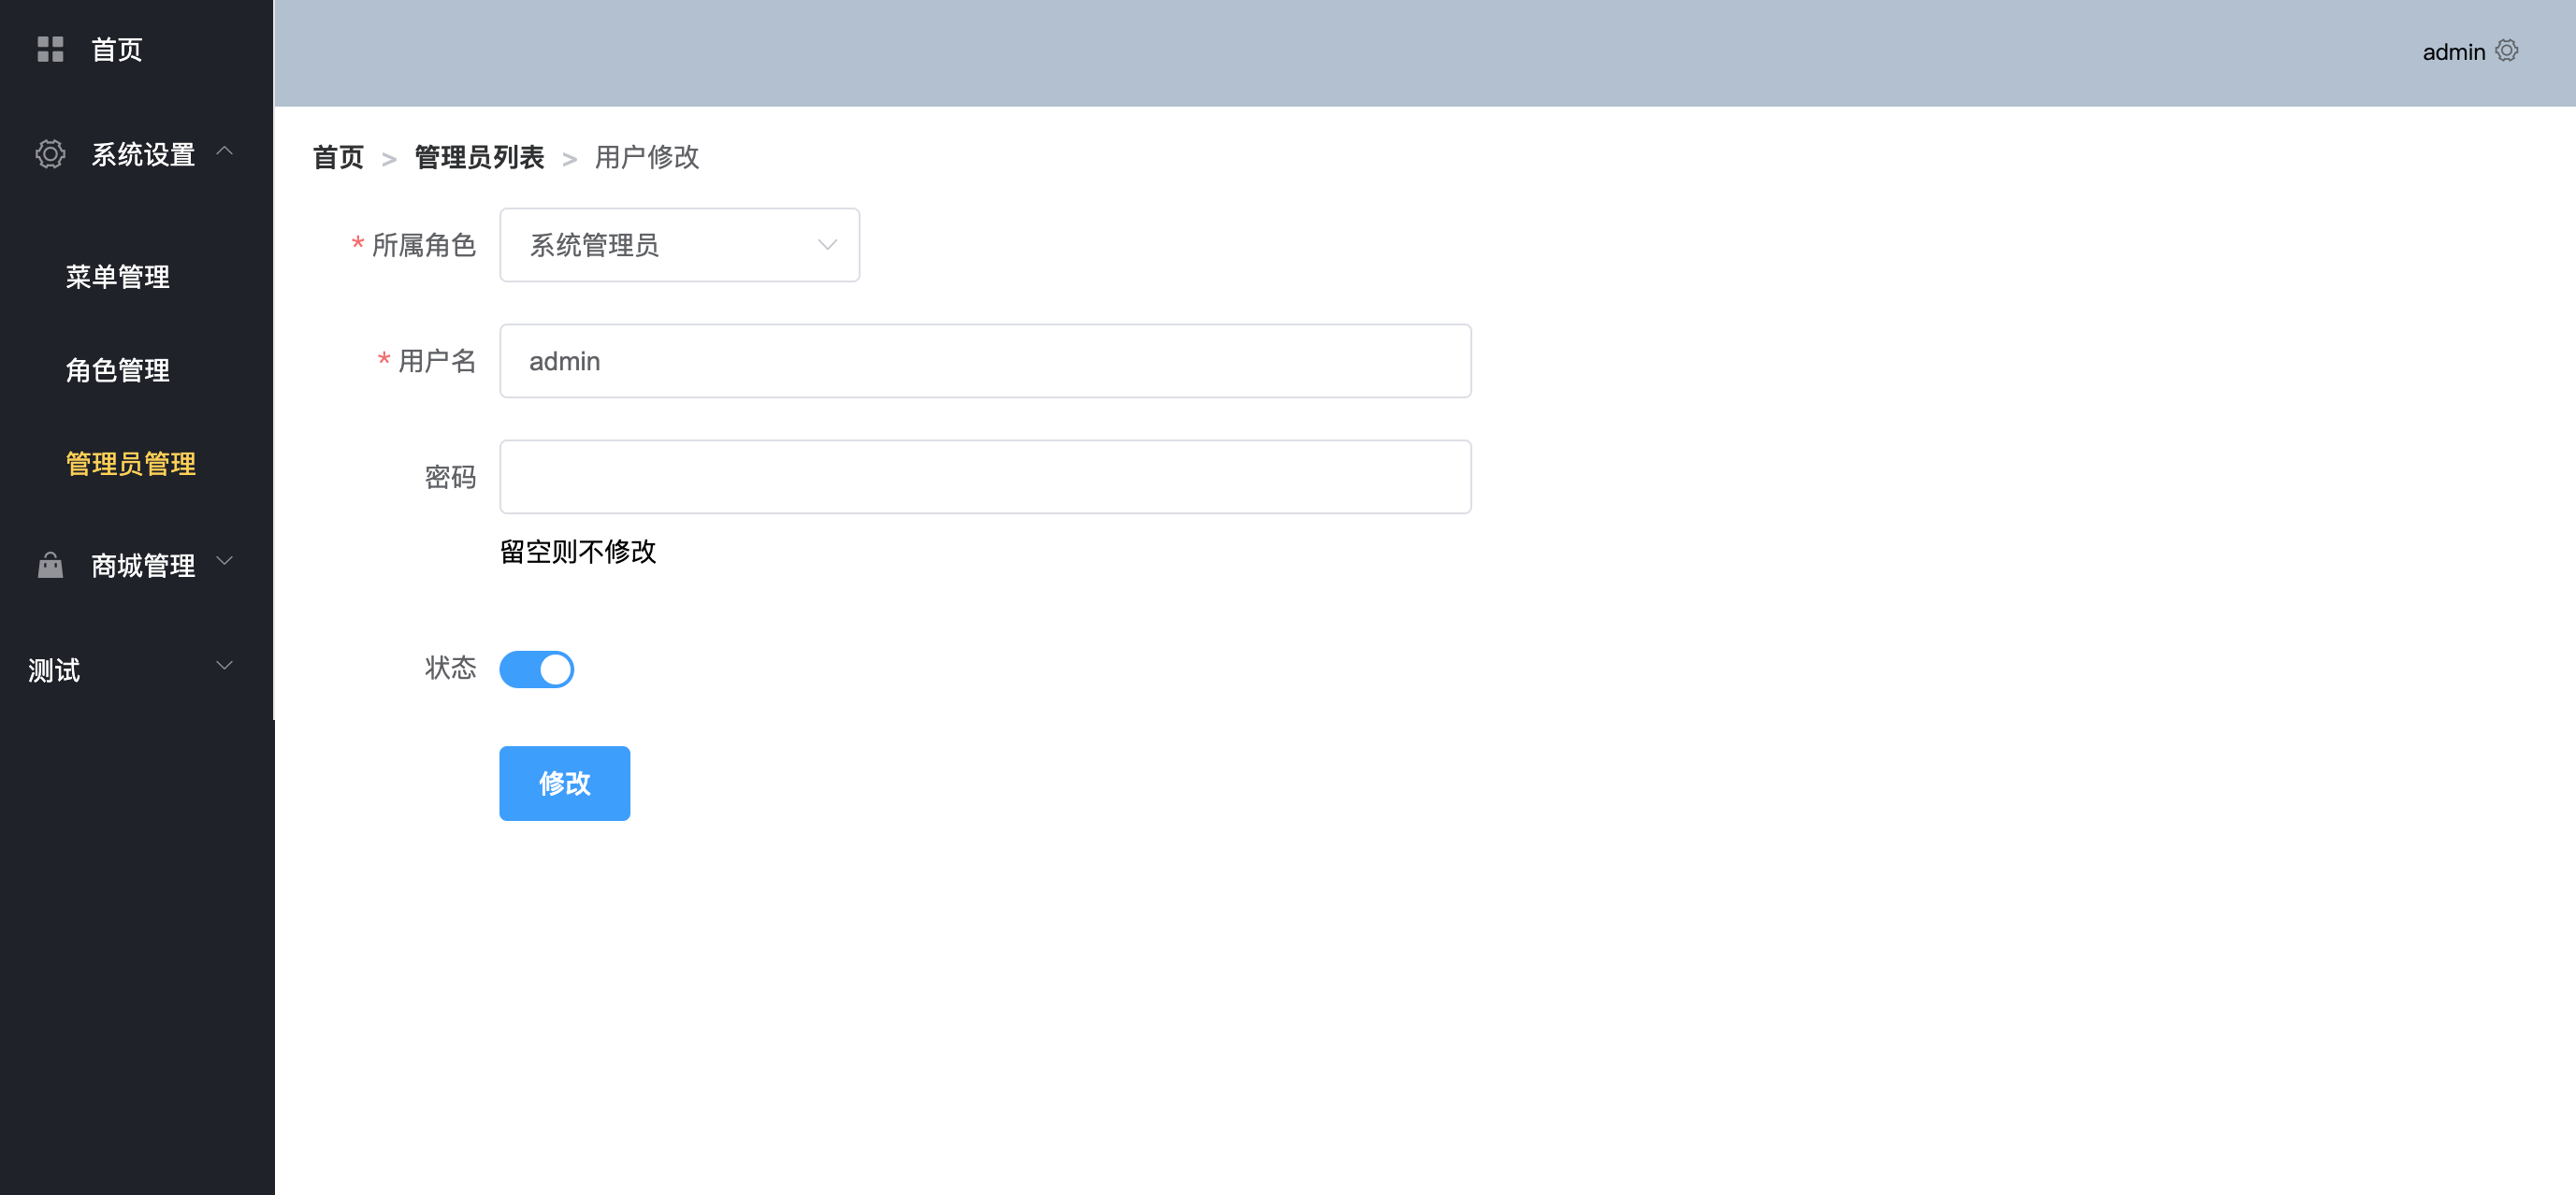 首页
系统设置
菜单管理
角色管理
管理员管理
商城管理
测试
admin
首页 > 管理员列表 > 用户修改
* 所属角色 系统管理员
* 用户名 admin
密码
留空则不修改
状态
修改